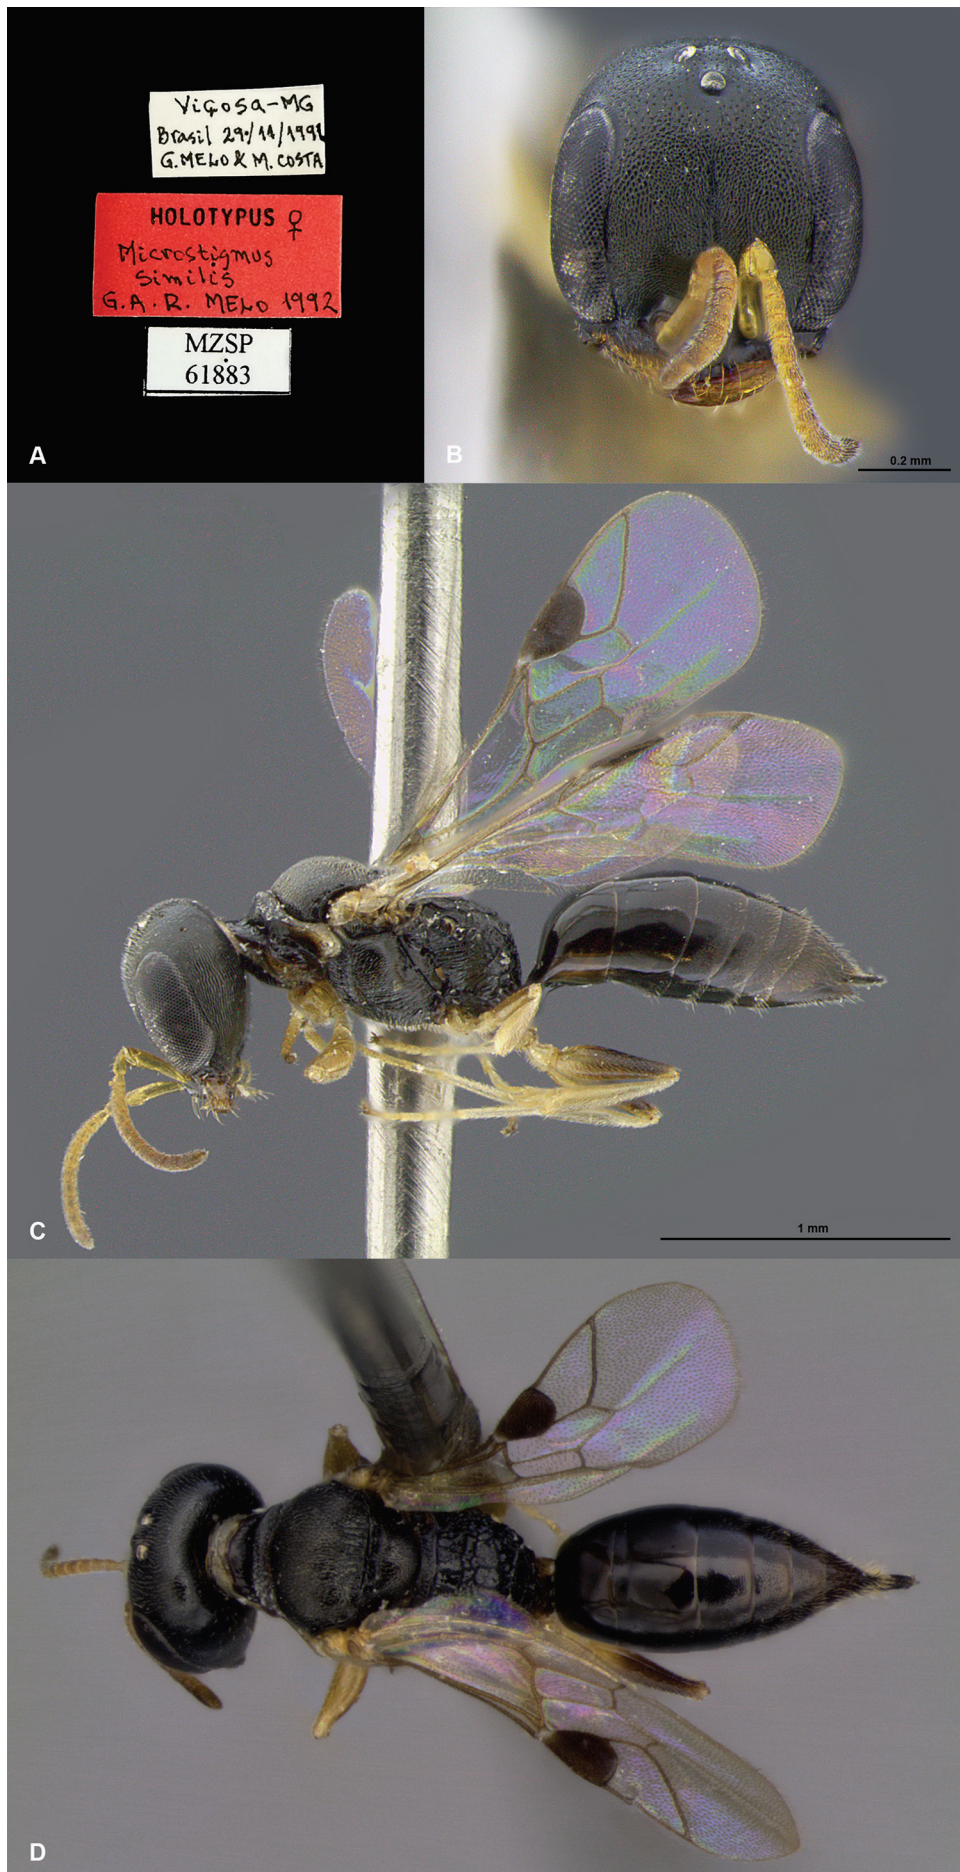 Viçosa-MG
Brasil 29/11/1991
G. MELO & M. COSTA
HOLOTYPUS ♀
Microstigmus
similis
G. A. R. MELO 1992
MZSP
61883
A
B
0.2 mm
C
1 mm
D